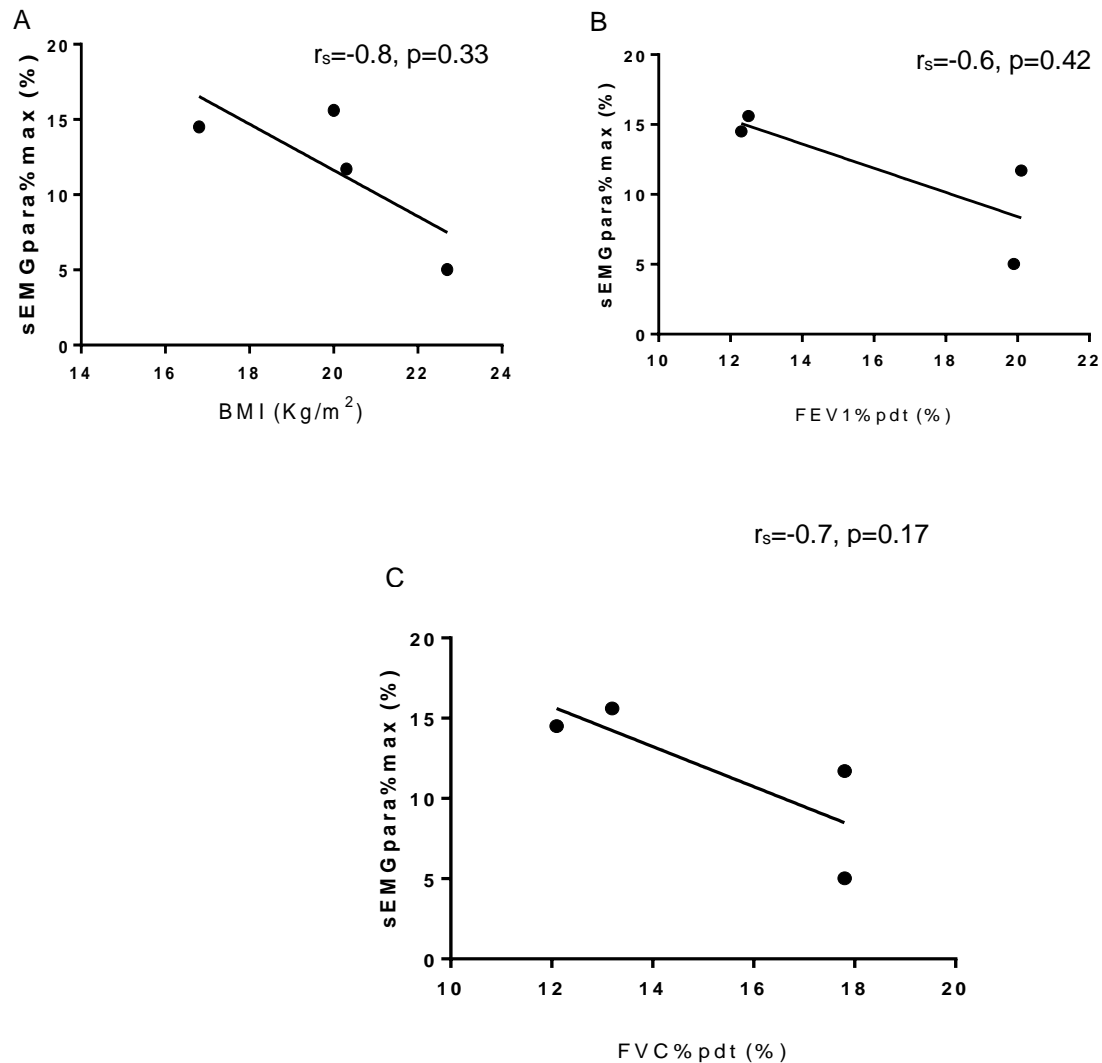 A
rs=-0.8, p=0.33
sEMGpara%max (%)
20
15
10
5
0
14 16 18 20 22 24
BMI (Kg/m²)
B
rs=-0.6, p=0.42
sEMGpara%max (%)
20
15
10
5
0
10 12 14 16 18 20 22
FEV1%pdt (%)
rs=-0.7, p=0.17
C
sEMGpara%max (%)
20
15
10
5
0
10 12 14 16 18 20
FVC%pdt (%)